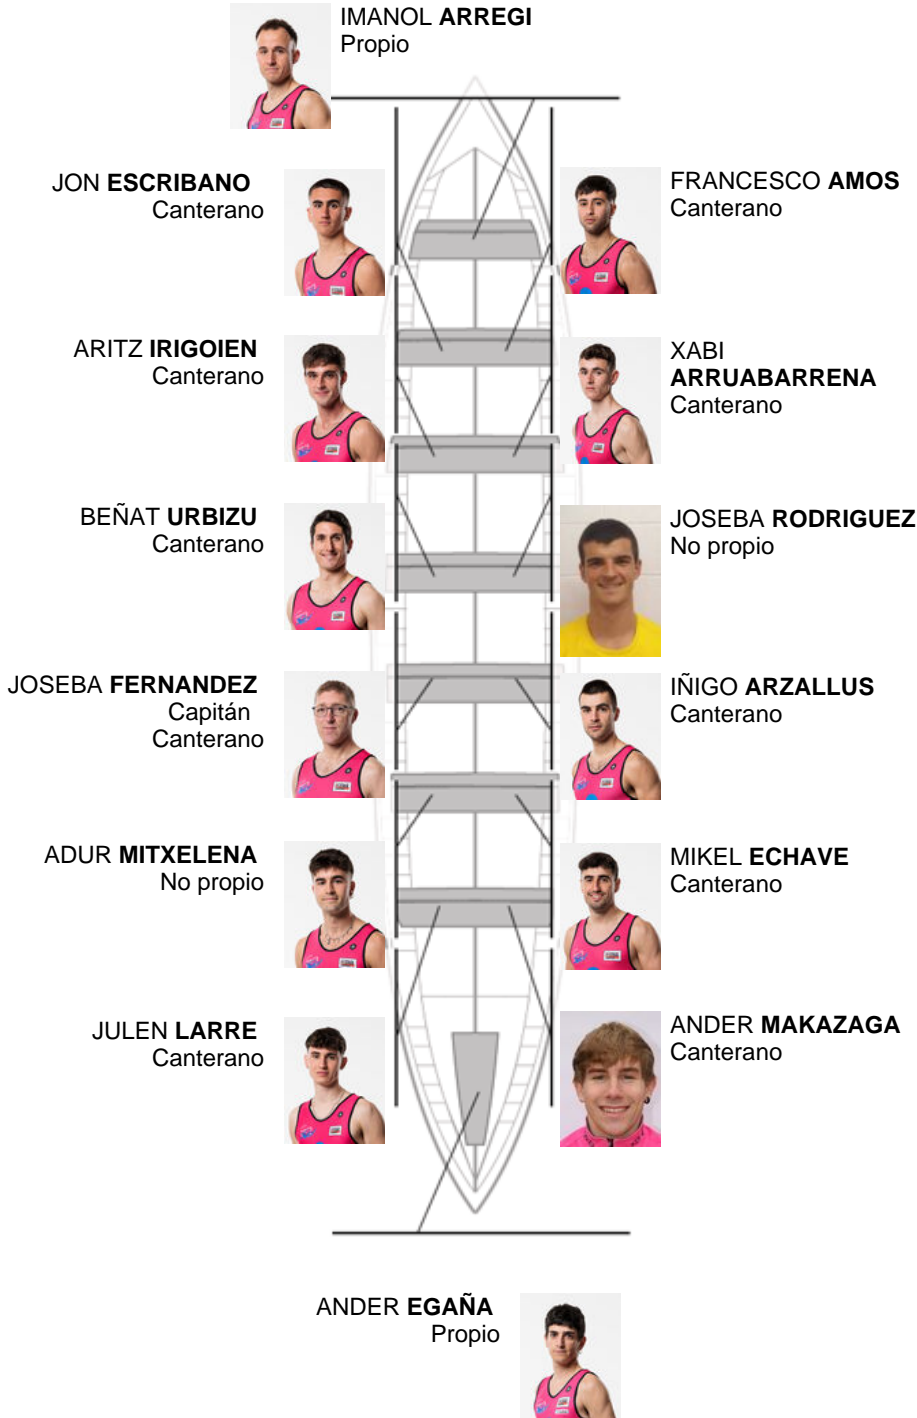 IMANOL ARREGI
Propio
JON ESCRIBANO
Canterano
FRANCESCO AMOS
Canterano
ARITZ IRIGOIEN
Canterano
XABI
ARRUABARRENA
Canterano
BEÑAT URBIZU
Canterano
JOSEBA RODRIGUEZ
No propio
JOSEBA FERNANDEZ
Capitán
Canterano
IÑIGO ARZALLUS
Canterano
ADUR MITXELENA
No propio
MIKEL ECHAVE
Canterano
JULEN LARRE
Canterano
ANDER MAKAZAGA
Canterano
ANDER EGAÑA
Propio